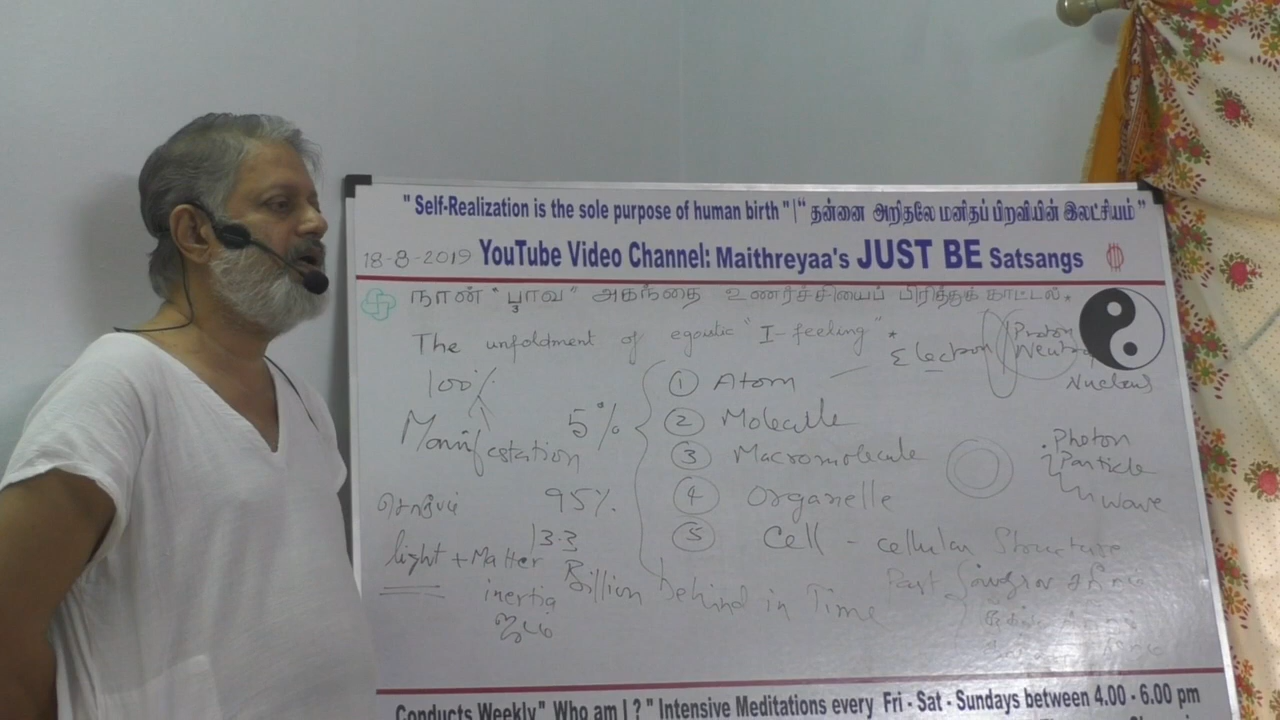 " Self-Realization is the sole purpose of human birth " | “ தன்னை அறிதலே மனிதப் பிறவியின் இலட்சியம் ”
18-8-2019 YouTube Video Channel: Maithreyaa's JUST BE Satsangs
நான் " பூர்வ " அகந்தை உணர்ச்சியைப் பிரித்துக் காட்டல் *
The unfoldment of egoistic " I-feeling " *
Electron Proton
Neutron
Nucleus
100%
Manifestation 5%
① Atom
② Molecule
③ Macromolecule
④ Organelle
⑤ Cell - cellular Structure
Photon
Particle
wave
95%
light + Matter 13.3
inertia Billion behind in Time
ஜடம்
Past
Conducts Weekly " Who am I ? " Intensive Meditations every Fri - Sat - Sundays between 4.00 - 6.00 pm